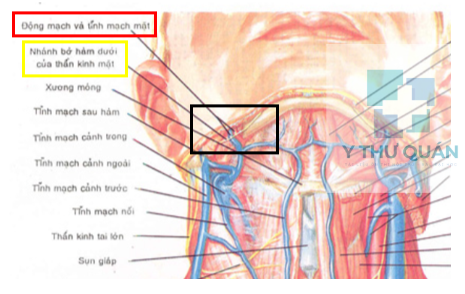 Động mạch và tĩnh mạch mặt
Nhánh bờ hàm dưới
của thần kinh mặt
Xương móng
Tĩnh mạch sau hàm
Tĩnh mạch cảnh trong
Tĩnh mạch cảnh ngoài
Tĩnh mạch cảnh trước
Tĩnh mạch nối
Thần kinh tai lớn
Sụn giáp
Y THƯ QUÁN